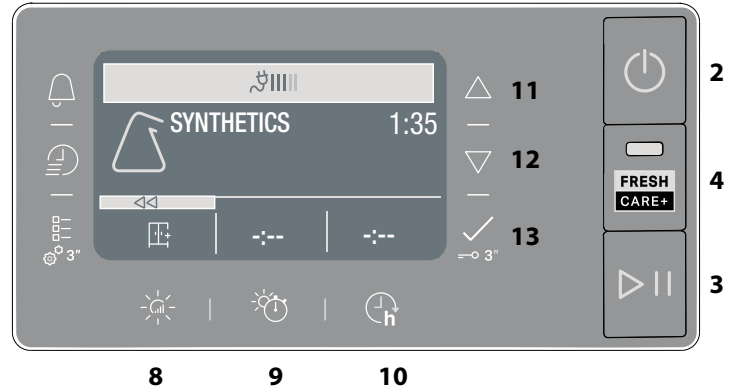 11
SYNTHETICS 1:35
12
-:-- -:--
3"
13
3"
h
2
FRESH
CARE+
4
3
8 9 10